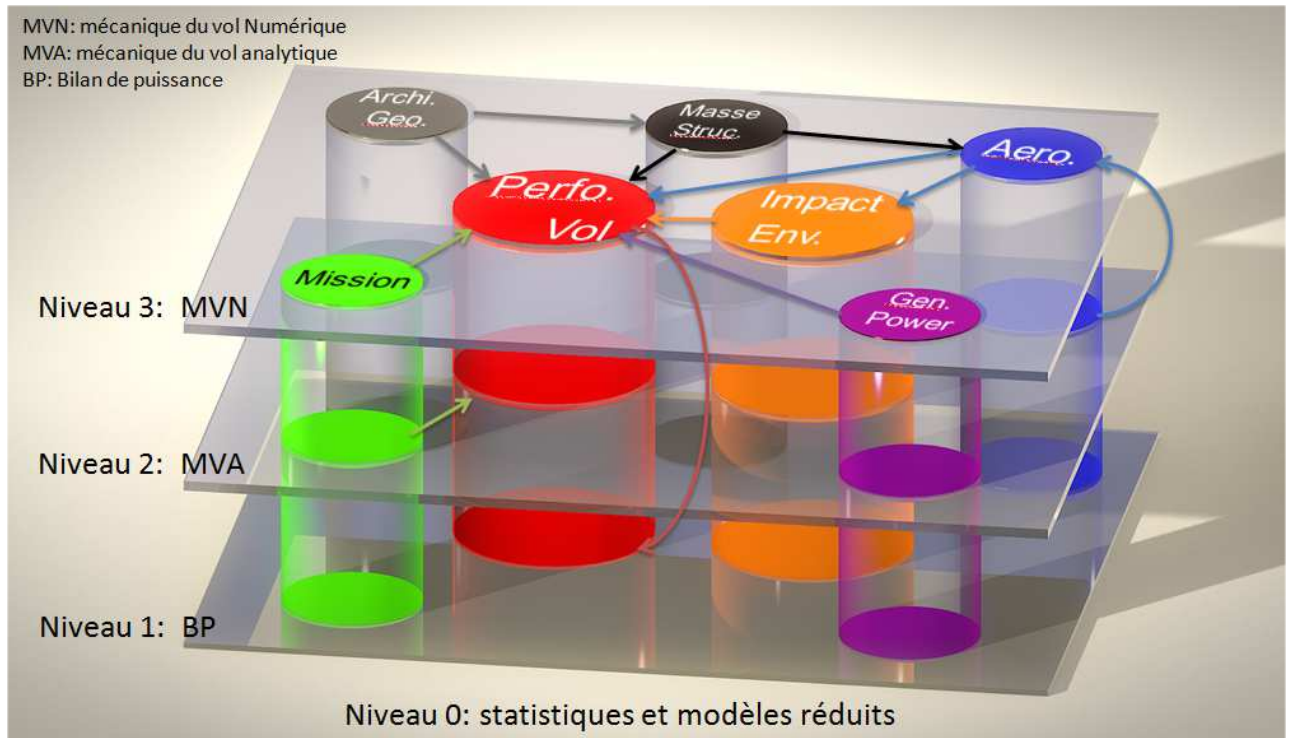 MVN: mécanique du vol Numérique
MVA: mécanique du vol analytique
BP: Bilan de puissance
Archi.
Geo.
Masse
Struc.
Aero.
Perfo.
Vol
Impact
Env.
Mission
Gen.
Power
Niveau 3: MVN
Niveau 2: MVA
Niveau 1: BP
Niveau 0: statistiques et modèles réduits